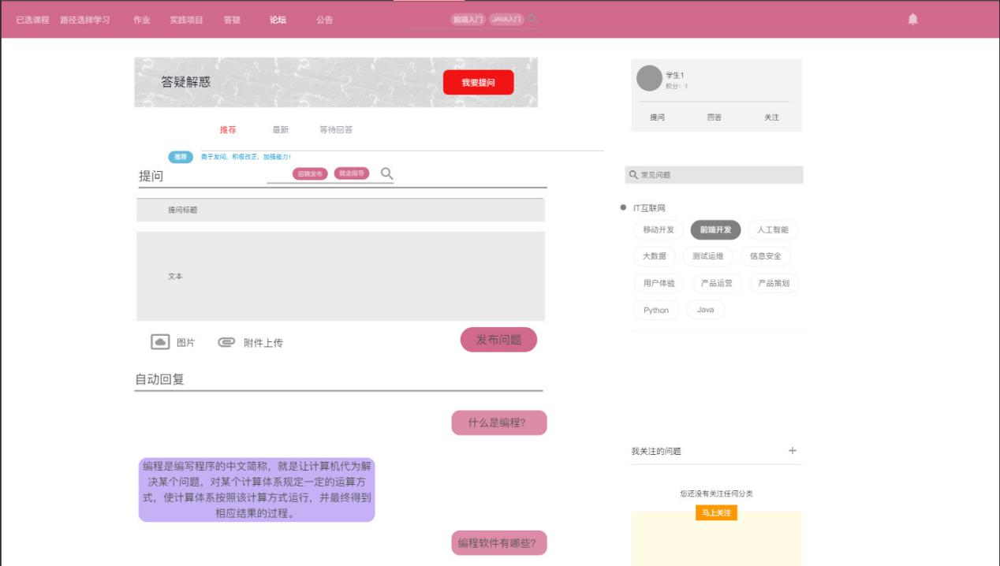 已选课程 路径选择学习 作业 实践项目 答疑 论坛 公告 前端入门 JAVA入门
答疑解惑 我要提问
学生1
积分：1
提问 回答 关注
推荐 最新 等待回答
推荐 勇于发问，积极改正，加强能力！
提问 招聘发布 就业指导
常见问题
提问标题
文本
图片 附件上传 发布问题
IT互联网
移动开发 前端开发 人工智能
大数据 测试运维 信息安全
用户体验 产品运营 产品策划
Python Java
自动回复
什么是编程？
编程是编写程序的中文简称，就是让计算机代为解
决某个问题，对某个计算体系规定一定的运算方
式，使计算体系按照该计算方式运行，并最终得到
相应结果的过程。
编程软件有哪些？
我关注的问题
您还没有关注任何分类
马上关注